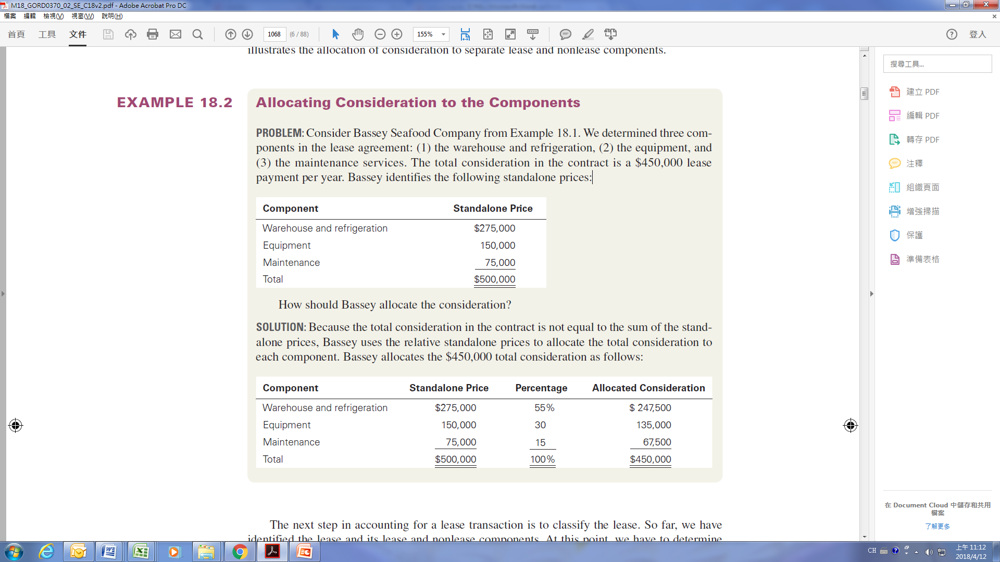 M18_GORD0370_02_SE_C18v2.pdf - Adobe Acrobat Pro DC
檔案 編輯 檢視(V) 視窗(W) 說明(H)
首頁 工具 文件 1068 (6 / 88) 155% 登入
illustrates the allocation of consideration to separate lease and nonlease components.
EXAMPLE 18.2 Allocating Consideration to the Components
PROBLEM: Consider Bassey Seafood Company from Example 18.1. We determined three com-
ponents in the lease agreement: (1) the warehouse and refrigeration, (2) the equipment, and
(3) the maintenance services. The total consideration in the contract is a $450,000 lease
payment per year. Bassey identifies the following standalone prices:
Component Standalone Price
Warehouse and refrigeration $275,000
Equipment 150,000
Maintenance 75,000
Total $500,000
How should Bassey allocate the consideration?
SOLUTION: Because the total consideration in the contract is not equal to the sum of the stand-
alone prices, Bassey uses the relative standalone prices to allocate the total consideration to
each component. Bassey allocates the $450,000 total consideration as follows:
Component Standalone Price Percentage Allocated Consideration
Warehouse and refrigeration $275,000 55% $ 247,500
Equipment 150,000 30 135,000
Maintenance 75,000 15 67,500
Total $500,000 100% $450,000
The next step in accounting for a lease transaction is to classify the lease. So far, we have
identified the lease and its lease and nonlease components. At this point, we have to determine
搜尋工具...
建立 PDF
編輯 PDF
轉存 PDF
注釋
組織頁面
增強掃描
保護
準備表格
在 Document Cloud 中儲存和共用
檔案
了解更多
CH
上午 11:12
2018/4/12